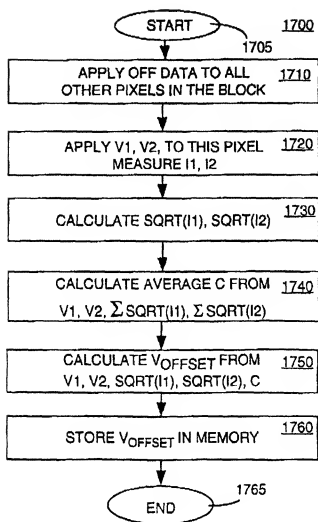 START
1700
1705
APPLY OFF DATA TO ALL
1710
OTHER PIXELS IN THE BLOCK
APPLY V1, V2, TO THIS PIXEL
1720
MEASURE I1, I2
1730
CALCULATE SQRT(I1), SQRT(I2)
CALCULATE AVERAGE C FROM
1740
V1, V2, Σ SQRT(I1), Σ SQRT(I2)
CALCULATE VOFFSET FROM
1750
V1, V2, SQRT(I1), SQRT(I2), C
1760
STORE VOFFSET IN MEMORY
1765
END